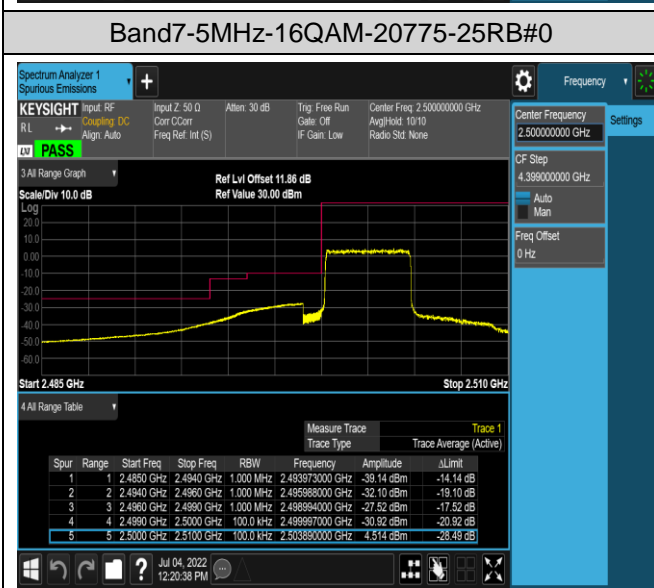 Band7-5MHz-16QAM-20775-25RB#0
Spectrum Analyzer 1
Spurious Emissions
+
Frequency
KEYSIGHT Input: RF Input Z: 50 Ω Atten: 30 dB Trig: Free Run Center Freq: 2.500000000 GHz
RL Coupling: DC Corr CCorr Gate: Off Avg|Hold: 10/10
Align: Auto Freq Ref: Int (S) IF Gain: Low Radio Std: None
LXI PASS
Center Frequency
2.500000000 GHz
Settings
CF Step
4.399000000 GHz
Auto
Man
Freq Offset
0 Hz
3 All Range Graph
Ref Lvl Offset 11.86 dB
Scale/Div 10.0 dB Ref Value 30.00 dBm
Log
20.0
10.0
0.00
-10.0
-20.0
-30.0
-40.0
-50.0
-60.0
Start 2.485 GHz Stop 2.510 GHz
4 All Range Table
Measure Trace Trace 1
Trace Type Trace Average (Active)
Spur Range Start Freq Stop Freq RBW Frequency Amplitude ΔLimit
1 1 2.4850 GHz 2.4940 GHz 1.000 MHz 2.493973000 GHz -39.14 dBm -14.14 dB
2 2 2.4940 GHz 2.4960 GHz 1.000 MHz 2.495988000 GHz -32.10 dBm -19.10 dB
3 3 2.4960 GHz 2.4990 GHz 1.000 MHz 2.498994000 GHz -27.52 dBm -17.52 dB
4 4 2.4990 GHz 2.5000 GHz 100.0 kHz 2.499997000 GHz -30.92 dBm -20.92 dB
5 5 2.5000 GHz 2.5100 GHz 100.0 kHz 2.503890000 GHz 4.514 dBm -28.49 dB
?
Jul 04, 2022
12:20:38 PM